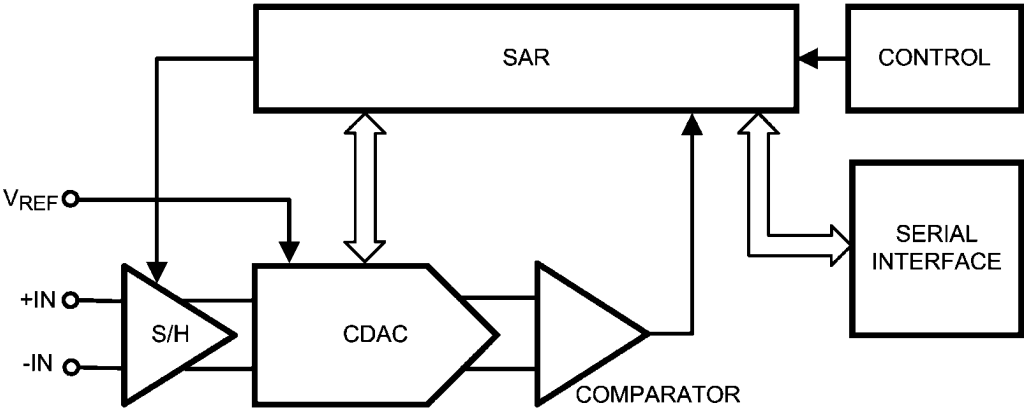 SAR
CONTROL
VREF
SERIAL
INTERFACE
+IN
S/H
CDAC
-IN
COMPARATOR